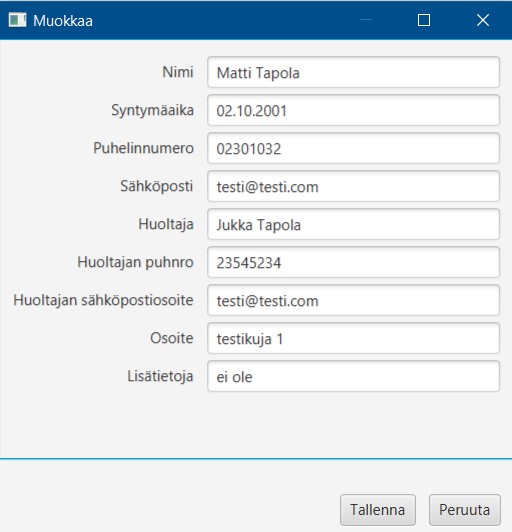 Muokkaa
Nimi Matti Tapola
Syntymäaika 02.10.2001
Puhelinnumero 02301032
Sähköposti testi@testi.com
Huoltaja Jukka Tapola
Huoltajan puhnro 23545234
Huoltajan sähköpostiosoite testi@testi.com
Osoite testikuja 1
Lisätietoja ei ole
Tallenna Peruuta